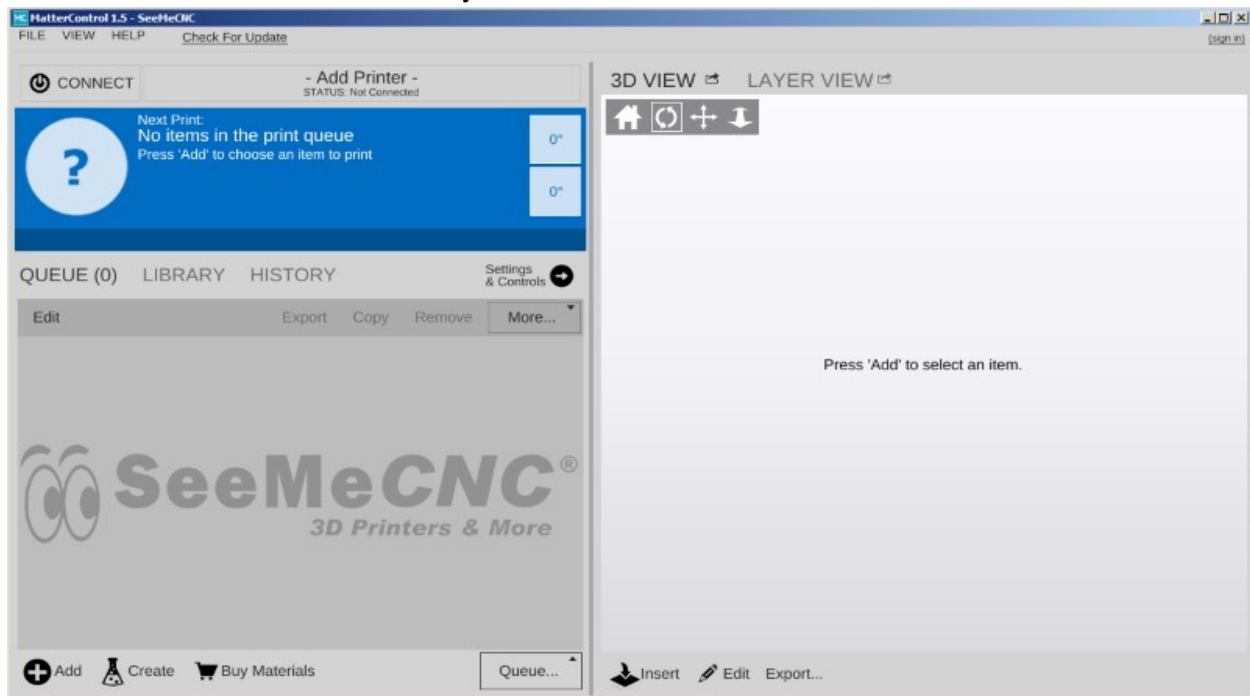 y
MC MatterControl 1.5 - SeeMeCNC
FILE VIEW HELP Check For Update
(sign in)
CONNECT
- Add Printer -
STATUS: Not Connected
Next Print:
No items in the print queue
Press 'Add' to choose an item to print
?
0°
0°
QUEUE (0) LIBRARY HISTORY
Settings
& Controls
Edit Export Copy Remove More...
SeeMeCNC®
3D Printers & More
Add Create Buy Materials Queue...
3D VIEW LAYER VIEW
Press 'Add' to select an item.
Insert Edit Export...